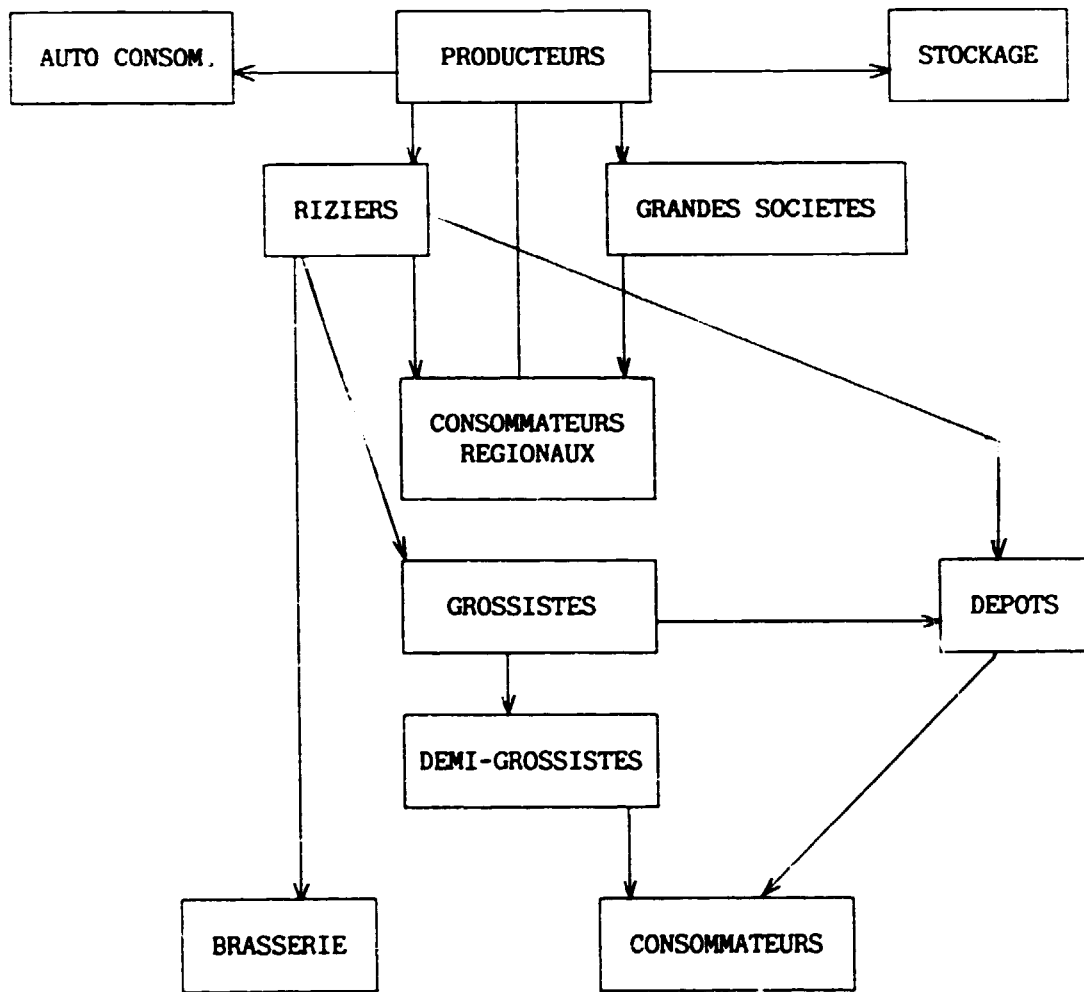 AUTO CONSOM.
PRODUCTEURS
STOCKAGE
RIZIERS
GRANDES SOCIETES
CONSOMMATEURS
REGIONAUX
GROSSISTES
DEPOTS
DEMI-GROSSISTES
BRASSERIE
CONSOMMATEURS